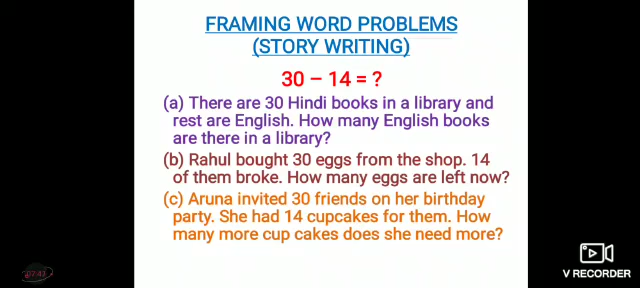 FRAMING WORD PROBLEMS
(STORY WRITING)
30 – 14 = ?
(a) There are 30 Hindi books in a library and
rest are English. How many English books
are there in a library?
(b) Rahul bought 30 eggs from the shop. 14
of them broke. How many eggs are left now?
(c) Aruna invited 30 friends on her birthday
party. She had 14 cupcakes for them. How
many more cup cakes does she need more?
V RECORDER